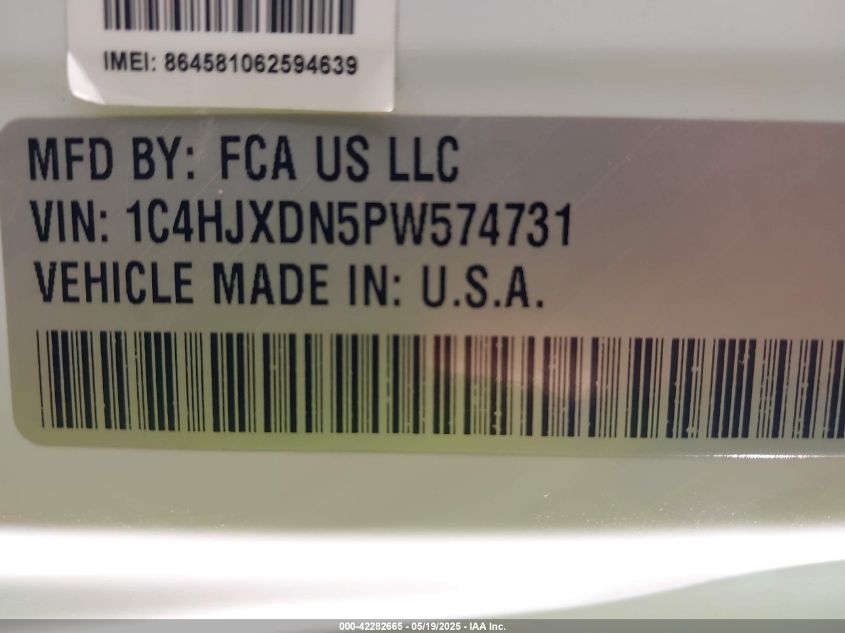 IMEI: 864581062594639
MFD BY: FCA US LLC
VIN: 1C4HJXDN5PW574731
VEHICLE MADE IN: U.S.A.
000-42282665 - 05/19/2025 - IAA Inc.